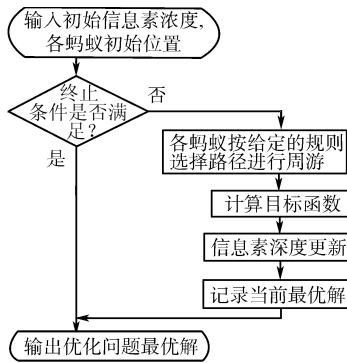 输入初始信息素浓度,
各蚂蚁初始位置
终止
条件是否满
足?
否
是
各蚂蚁按给定的规则
选择路径进行周游
计算目标函数
信息素深度更新
记录当前最优解
输出优化问题最优解